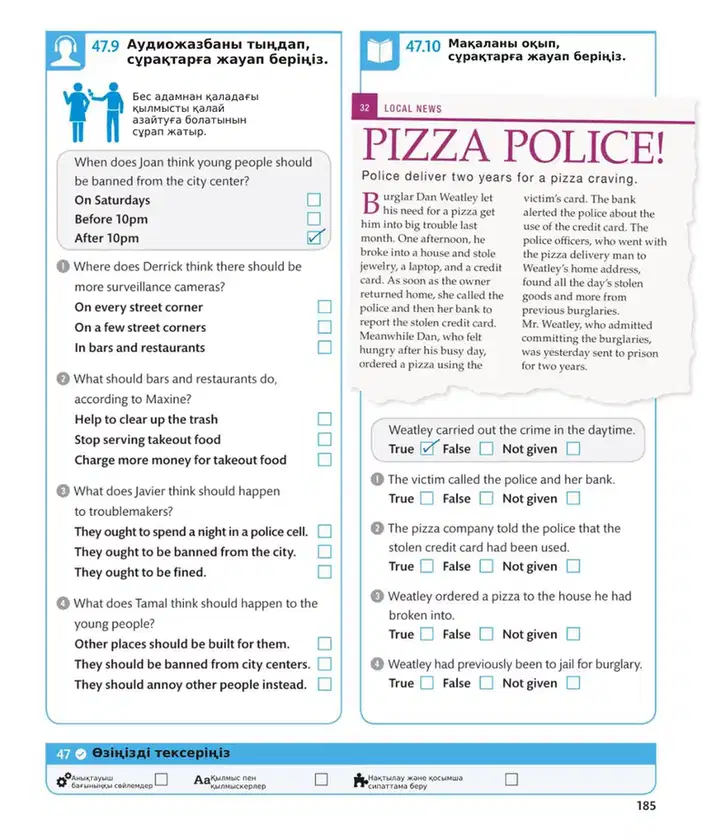 47.9 Аудиожазбаны тыңдап,
сұрақтарға жауап беріңіз.
Бес адамнан қаладағы
қылмысты қалай
азайтуға болатынын
сұрап жатыр.
When does Joan think young people should
be banned from the city center?
On Saturdays
Before 10pm
After 10pm
1 Where does Derrick think there should be
more surveillance cameras?
On every street corner
On a few street corners
In bars and restaurants
2 What should bars and restaurants do,
according to Maxine?
Help to clear up the trash
Stop serving takeout food
Charge more money for takeout food
3 What does Javier think should happen
to troublemakers?
They ought to spend a night in a police cell.
They ought to be banned from the city.
They ought to be fined.
4 What does Tamal think should happen to the
young people?
Other places should be built for them.
They should be banned from city centers.
They should annoy other people instead.
47.10 Мақаланы оқып,
сұрақтарға жауап беріңіз.
32 LOCAL NEWS
PIZZA POLICE!
Police deliver two years for a pizza craving.
Burglar Dan Weatley let
his need for a pizza get
him into big trouble last
month. One afternoon, he
broke into a house and stole
jewelry, a laptop, and a credit
card. As soon as the owner
returned home, she called the
police and then her bank to
report the stolen credit card.
Meanwhile Dan, who felt
hungry after his busy day,
ordered a pizza using the
victim's card. The bank
alerted the police about the
use of the credit card. The
police officers, who went with
the pizza delivery man to
Weatley's home address,
found all the day's stolen
goods and more from
previous burglaries.
Mr. Weatley, who admitted
committing the burglaries,
was yesterday sent to prison
for two years.
Weatley carried out the crime in the daytime.
True False Not given
1 The victim called the police and her bank.
True False Not given
2 The pizza company told the police that the
stolen credit card had been used.
True False Not given
3 Weatley ordered a pizza to the house he had
broken into.
True False Not given
4 Weatley had previously been to jail for burglary.
True False Not given
47 Өзіңізді тексеріңіз
Анықтауыш
бағыныңқы сөйлемдер
Aa Қылмыс пен
қылмыскерлер
Нақтылау және қосымша
сипаттама беру
185